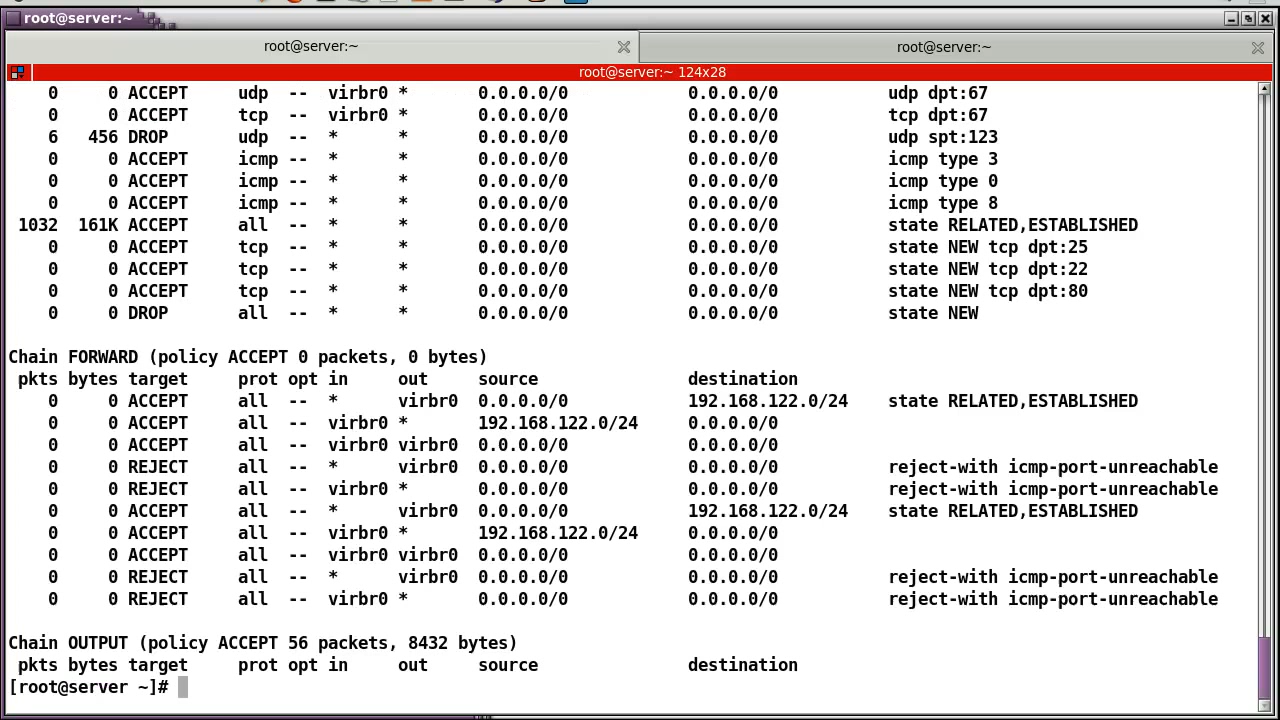 root@server:~
root@server:~ root@server:~
root@server:~ 124x28
0 0 ACCEPT udp -- virbr0 * 0.0.0.0/0 0.0.0.0/0 udp dpt:67
0 0 ACCEPT tcp -- virbr0 * 0.0.0.0/0 0.0.0.0/0 tcp dpt:67
6 456 DROP udp -- * * 0.0.0.0/0 0.0.0.0/0 udp spt:123
0 0 ACCEPT icmp -- * * 0.0.0.0/0 0.0.0.0/0 icmp type 3
0 0 ACCEPT icmp -- * * 0.0.0.0/0 0.0.0.0/0 icmp type 0
0 0 ACCEPT icmp -- * * 0.0.0.0/0 0.0.0.0/0 icmp type 8
1032 161K ACCEPT all -- * * 0.0.0.0/0 0.0.0.0/0 state RELATED,ESTABLISHED
0 0 ACCEPT tcp -- * * 0.0.0.0/0 0.0.0.0/0 state NEW tcp dpt:25
0 0 ACCEPT tcp -- * * 0.0.0.0/0 0.0.0.0/0 state NEW tcp dpt:22
0 0 ACCEPT tcp -- * * 0.0.0.0/0 0.0.0.0/0 state NEW tcp dpt:80
0 0 DROP all -- * * 0.0.0.0/0 0.0.0.0/0 state NEW
Chain FORWARD (policy ACCEPT 0 packets, 0 bytes)
pkts bytes target prot opt in out source destination
0 0 ACCEPT all -- * virbr0 0.0.0.0/0 192.168.122.0/24 state RELATED,ESTABLISHED
0 0 ACCEPT all -- virbr0 * 192.168.122.0/24 0.0.0.0/0
0 0 ACCEPT all -- virbr0 virbr0 0.0.0.0/0 0.0.0.0/0
0 0 REJECT all -- * virbr0 0.0.0.0/0 0.0.0.0/0 reject-with icmp-port-unreachable
0 0 REJECT all -- virbr0 * 0.0.0.0/0 0.0.0.0/0 reject-with icmp-port-unreachable
0 0 ACCEPT all -- * virbr0 0.0.0.0/0 192.168.122.0/24 state RELATED,ESTABLISHED
0 0 ACCEPT all -- virbr0 * 192.168.122.0/24 0.0.0.0/0
0 0 ACCEPT all -- virbr0 virbr0 0.0.0.0/0 0.0.0.0/0
0 0 REJECT all -- * virbr0 0.0.0.0/0 0.0.0.0/0 reject-with icmp-port-unreachable
0 0 REJECT all -- virbr0 * 0.0.0.0/0 0.0.0.0/0 reject-with icmp-port-unreachable
Chain OUTPUT (policy ACCEPT 56 packets, 8432 bytes)
pkts bytes target prot opt in out source destination
[root@server ~]#